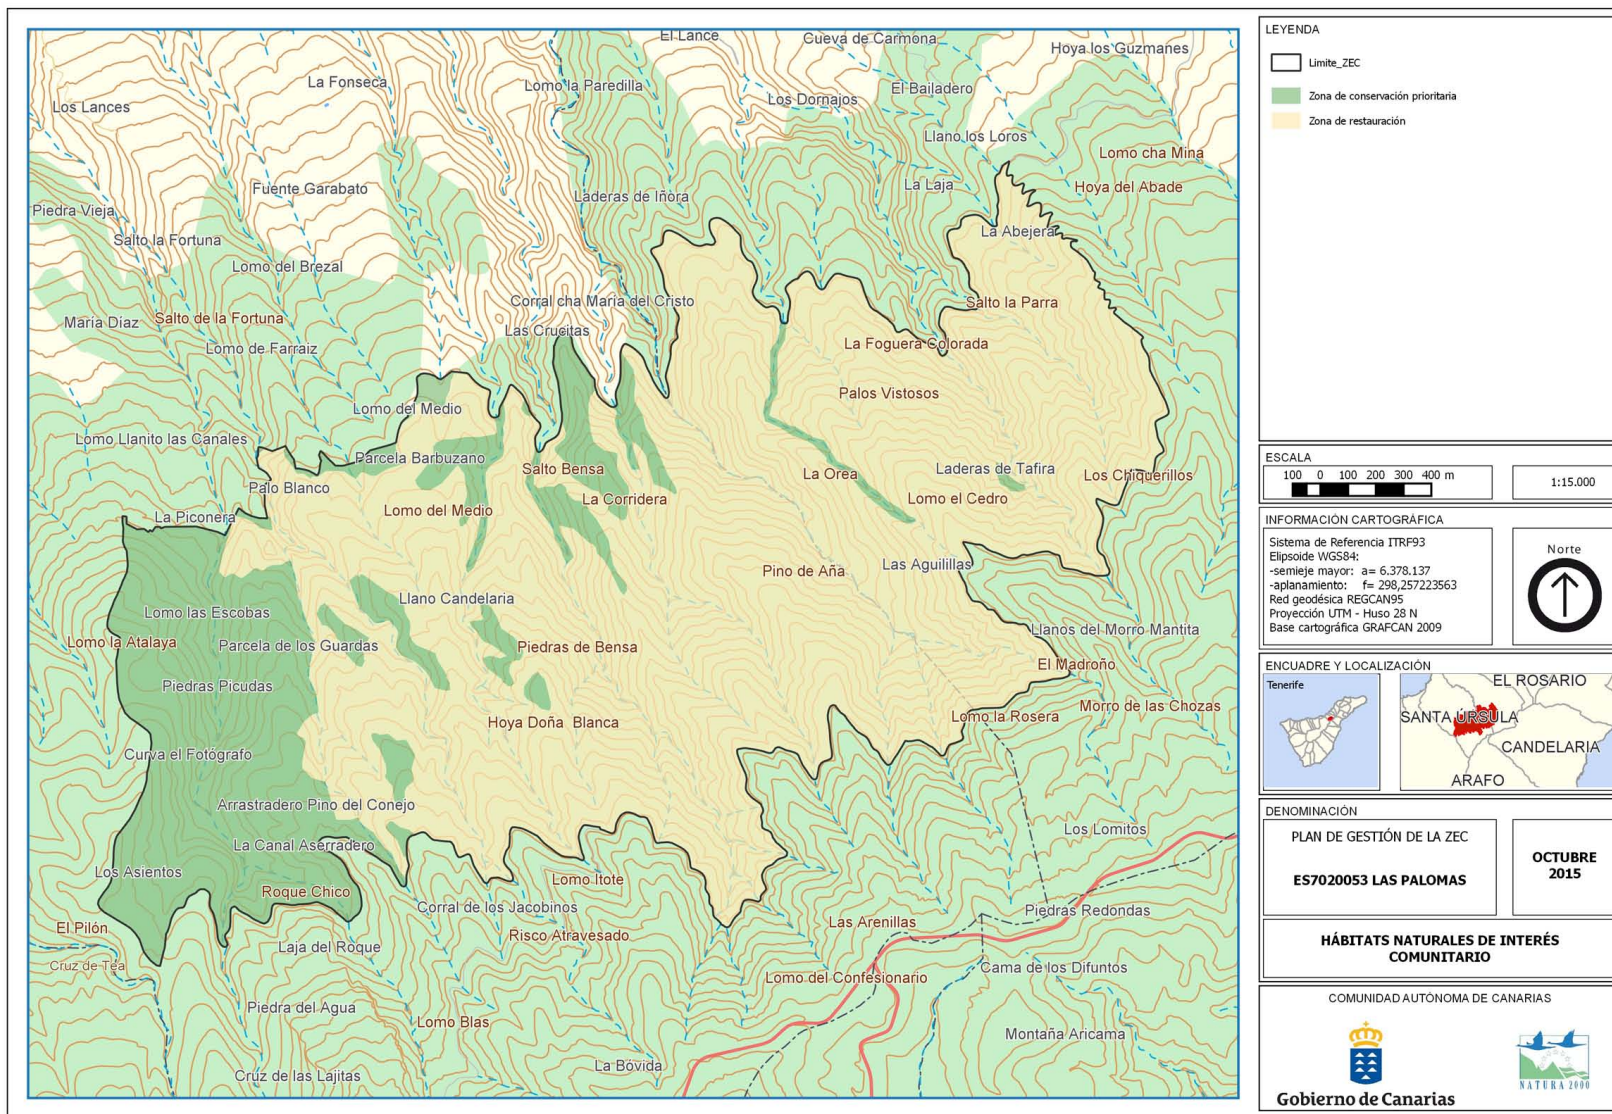 El Lance
Cueva de Carmona
Hoya los Guzmanes
La Fonseca
Lomo la Paredilla
El Bailadero
Los Lances
Los Dornajos
Llano los Loros
Lomo cha Mina
Fuente Garabato
Laderas de Iñora
La Laja
Hoya del Abade
Piedra Vieja
Salto la Fortuna
La Abejera
Lomo del Brezal
Corral cha María del Cristo
Salto la Parra
María Díaz
Salto de la Fortuna
Las Crucitas
Lomo de Farraiz
La Foguera Colorada
Lomo del Medio
Palos Vistosos
Lomo Llanito las Canales
Parcela Barbuzano
Salto Bensa
La Orea
Laderas de Tafira
Los Chiquerillos
Palo Blanco
La Corridera
Lomo el Cedro
La Piconera
Lomo del Medio
Pino de Aña
Las Aguilillas
Lomo las Escobas
Llano Candelaria
Lomo la Atalaya
Parcela de los Guardas
Piedras de Bensa
Llanos del Morro Mantita
El Madroño
Piedras Picudas
Hoya Doña Blanca
Lomo la Rosera
Morro de las Chozas
Curva el Fotógrafo
Arrastradero Pino del Conejo
Los Lomitos
La Canal Aserradero
Los Asientos
Roque Chico
Lomo Itote
El Pilón
Corral de los Jacobinos
Las Arenillas
Piedras Redondas
Laja del Roque
Risco Atravesado
Cruz de Tea
Lomo del Confesionario
Cama de los Difuntos
Piedra del Agua
Lomo Blas
Montaña Aricama
Cruz de las Lajitas
La Bóvida
LEYENDA
Limite_ZEC
Zona de conservación prioritaria
Zona de restauración
ESCALA
100 0 100 200 300 400 m
1:15.000
INFORMACIÓN CARTOGRÁFICA
Sistema de Referencia ITRF93
Elipsoide WGS84:
-semieje mayor: a= 6.378.137
-aplanamiento: f= 298,257223563
Red geodésica REGCAN95
Proyección UTM - Huso 28 N
Base cartográfica GRAFCAN 2009
Norte
ENCUADRE Y LOCALIZACIÓN
Tenerife
EL ROSARIO
SANTA ÚRSULA
CANDELARIA
ARAFO
DENOMINACIÓN
PLAN DE GESTIÓN DE LA ZEC
ES7020053 LAS PALOMAS
OCTUBRE
2015
HÁBITATS NATURALES DE INTERÉS
COMUNITARIO
COMUNIDAD AUTÓNOMA DE CANARIAS
Gobierno de Canarias
NATURA 2000